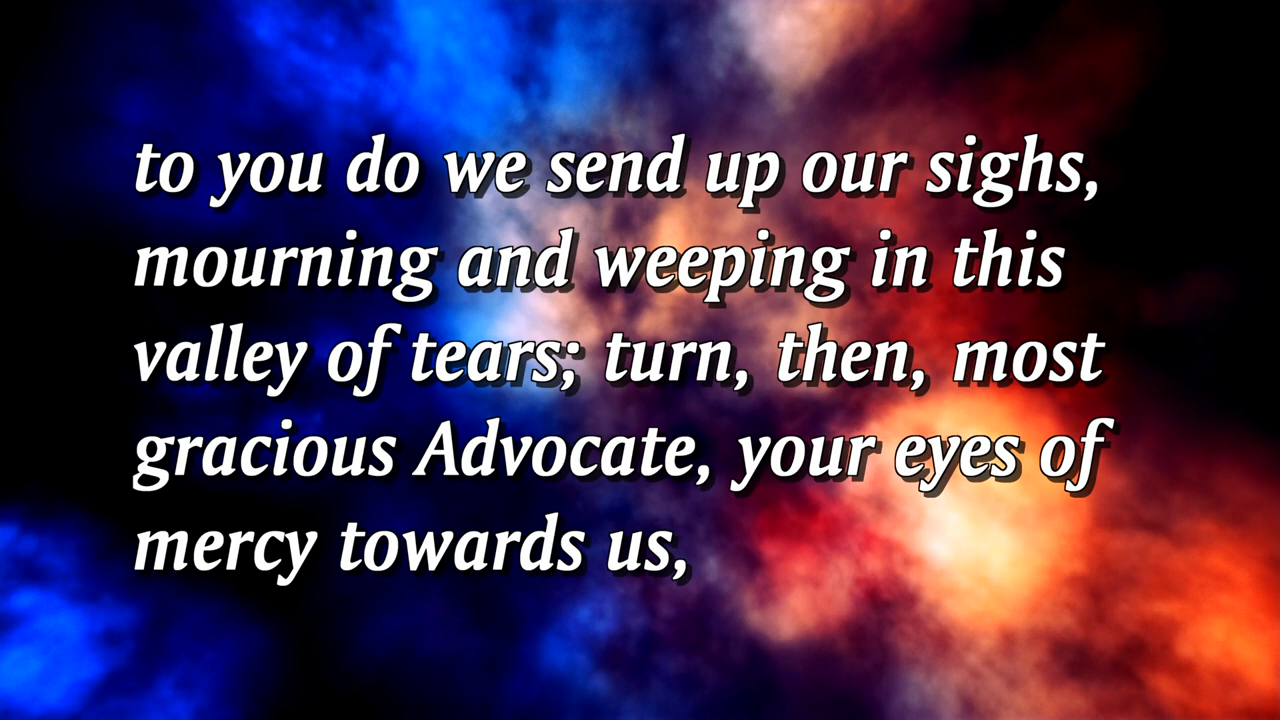 to you do we send up our sighs,
mourning and weeping in this
valley of tears; turn, then, most
gracious Advocate, your eyes of
mercy towards us,